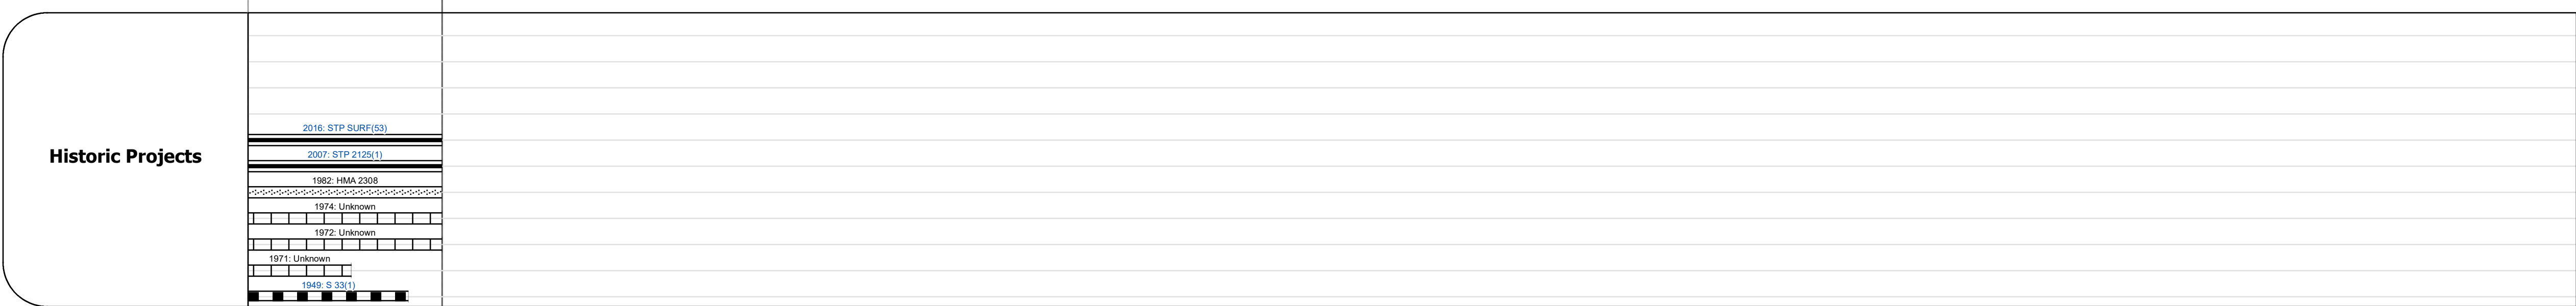 Historic Projects
2016: STP SURF(53)
2007: STP 2125(1)
1982: HMA 2308
1974: Unknown
1972: Unknown
1971: Unknown
1949: S 33(1)